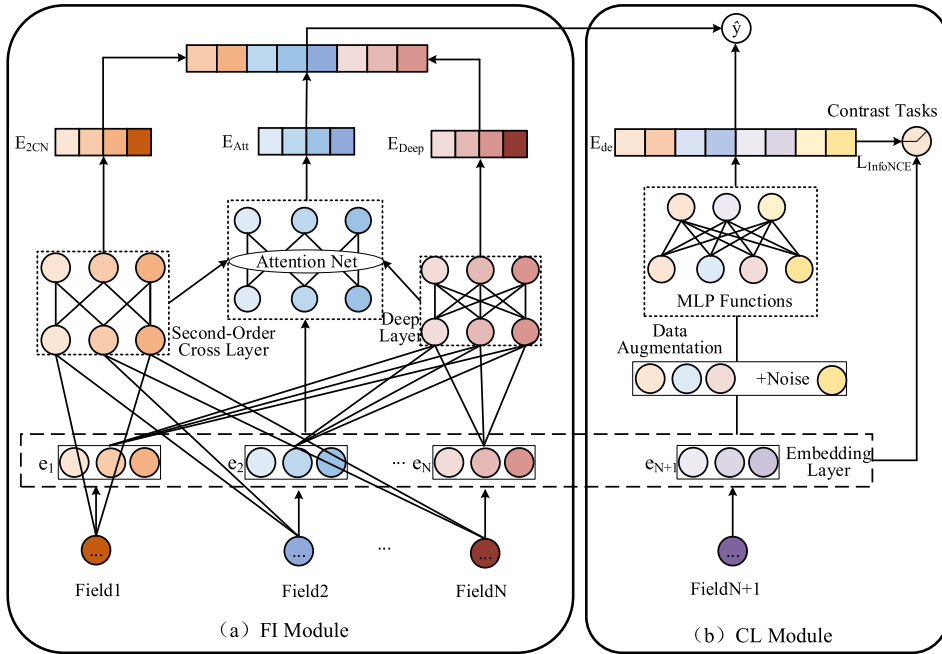 ŷ
Contrast Tasks
E2CN
EAtt
EDeep
Ede
LInfoNCE
Attention Net
MLP Functions
Second-Order
Cross Layer
Deep
Layer
Data
Augmentation
+Noise
e1
e2
...
eN
eN+1
Embedding
Layer
...
...
...
...
...
Field1
Field2
FieldN
FieldN+1
（a）FI Module
（b）CL Module